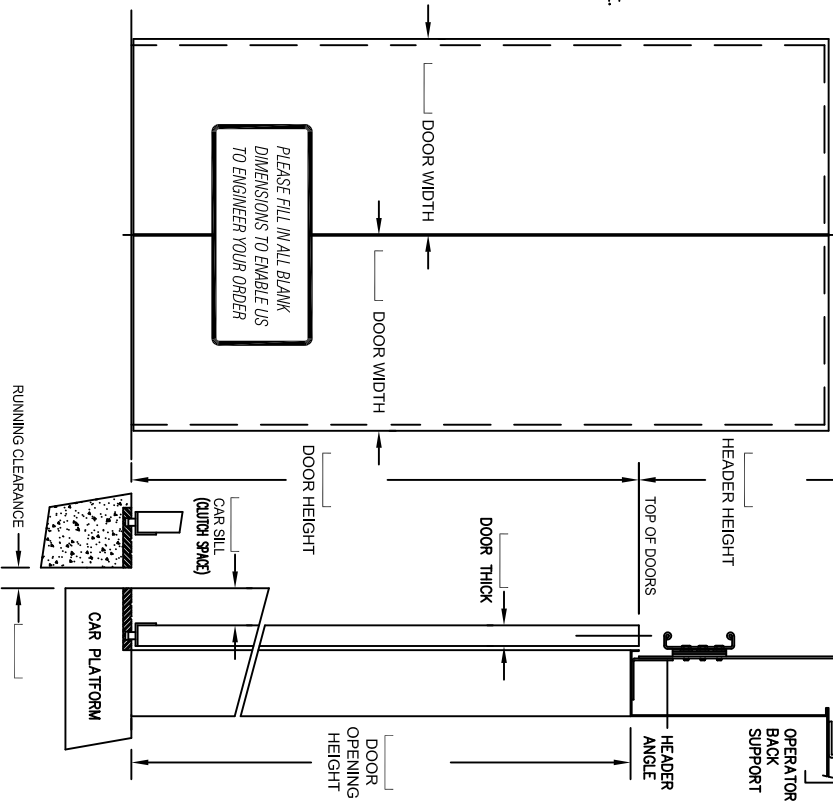 DOOR WIDTH
DOOR WIDTH
PLEASE FILL IN ALL BLANK
DIMENSIONS TO ENABLE US
TO ENGINEER YOUR ORDER
HEADER HEIGHT
TOP OF DOORS
DOOR HEIGHT
DOOR THICK
CAR SILL
(CLUTCH SPACE)
RUNNING CLEARANCE
CAR PLATFORM
OPERATOR
BACK
SUPPORT
HEADER
ANGLE
DOOR
OPENING
HEIGHT